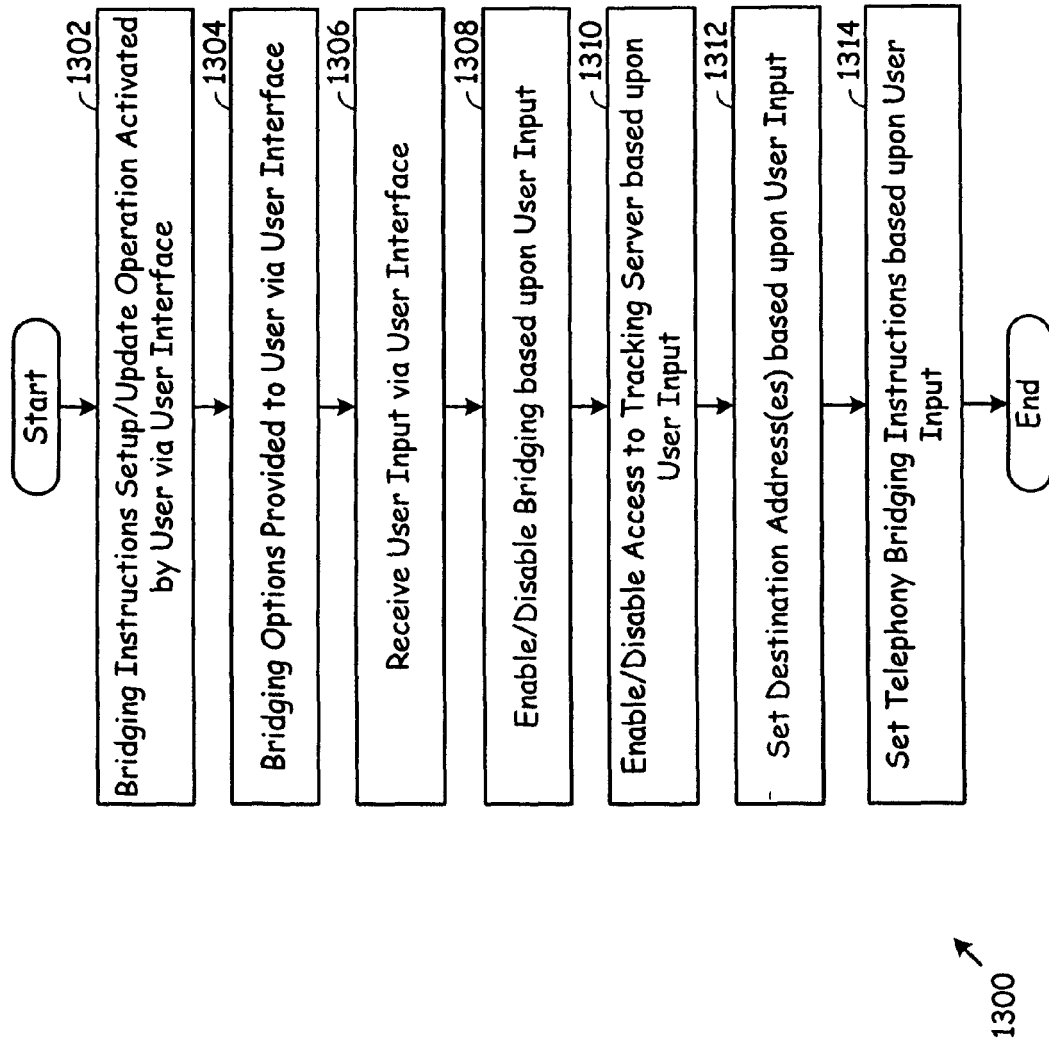 Start
1302
Bridging Instructions Setup/Update Operation Activated
by User via User Interface
1304
Bridging Options Provided to User via User Interface
1306
Receive User Input via User Interface
1308
Enable/Disable Bridging based upon User Input
1310
Enable/Disable Access to Tracking Server based upon
User Input
1312
Set Destination Address(es) based upon User Input
1314
Set Telephony Bridging Instructions based upon User
Input
End
1300